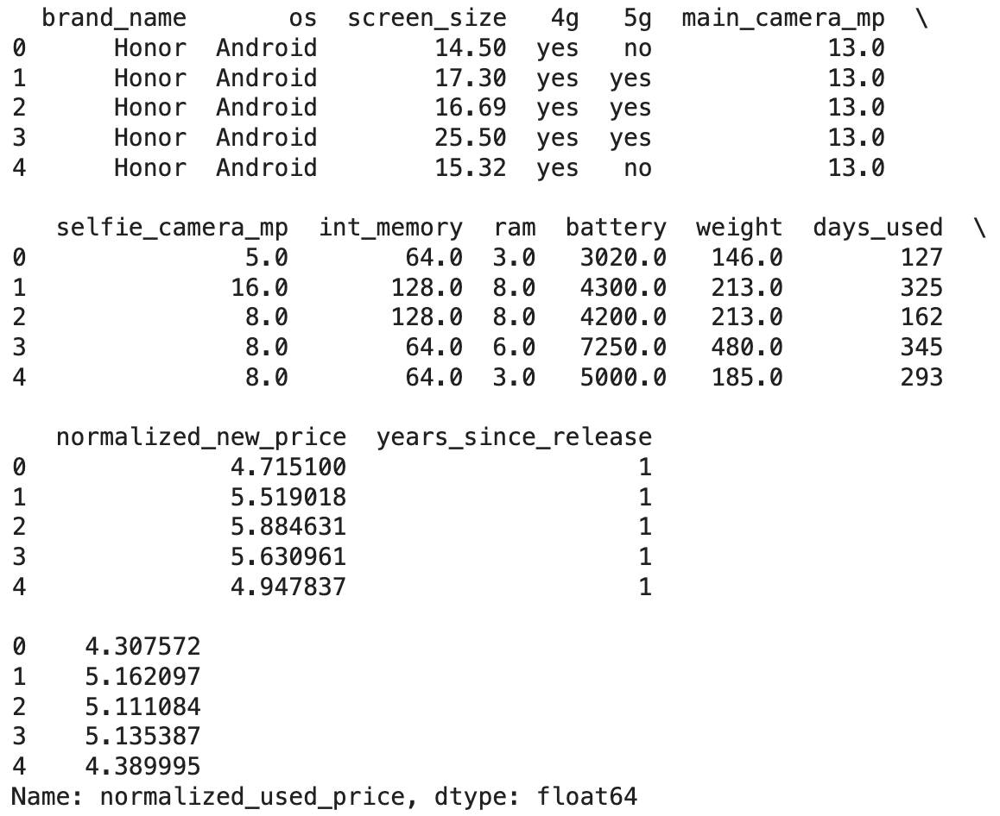 brand_name       os  screen_size   4g   5g  main_camera_mp  \
0      Honor  Android        14.50  yes   no            13.0
1      Honor  Android        17.30  yes  yes            13.0
2      Honor  Android        16.69  yes  yes            13.0
3      Honor  Android        25.50  yes  yes            13.0
4      Honor  Android        15.32  yes   no            13.0

   selfie_camera_mp  int_memory  ram  battery  weight  days_used  \
0               5.0        64.0  3.0   3020.0   146.0        127
1              16.0       128.0  8.0   4300.0   213.0        325
2               8.0       128.0  8.0   4200.0   213.0        162
3               8.0        64.0  6.0   7250.0   480.0        345
4               8.0        64.0  3.0   5000.0   185.0        293

   normalized_new_price  years_since_release
0              4.715100                    1
1              5.519018                    1
2              5.884631                    1
3              5.630961                    1
4              4.947837                    1

0    4.307572
1    5.162097
2    5.111084
3    5.135387
4    4.389995
Name: normalized_used_price, dtype: float64